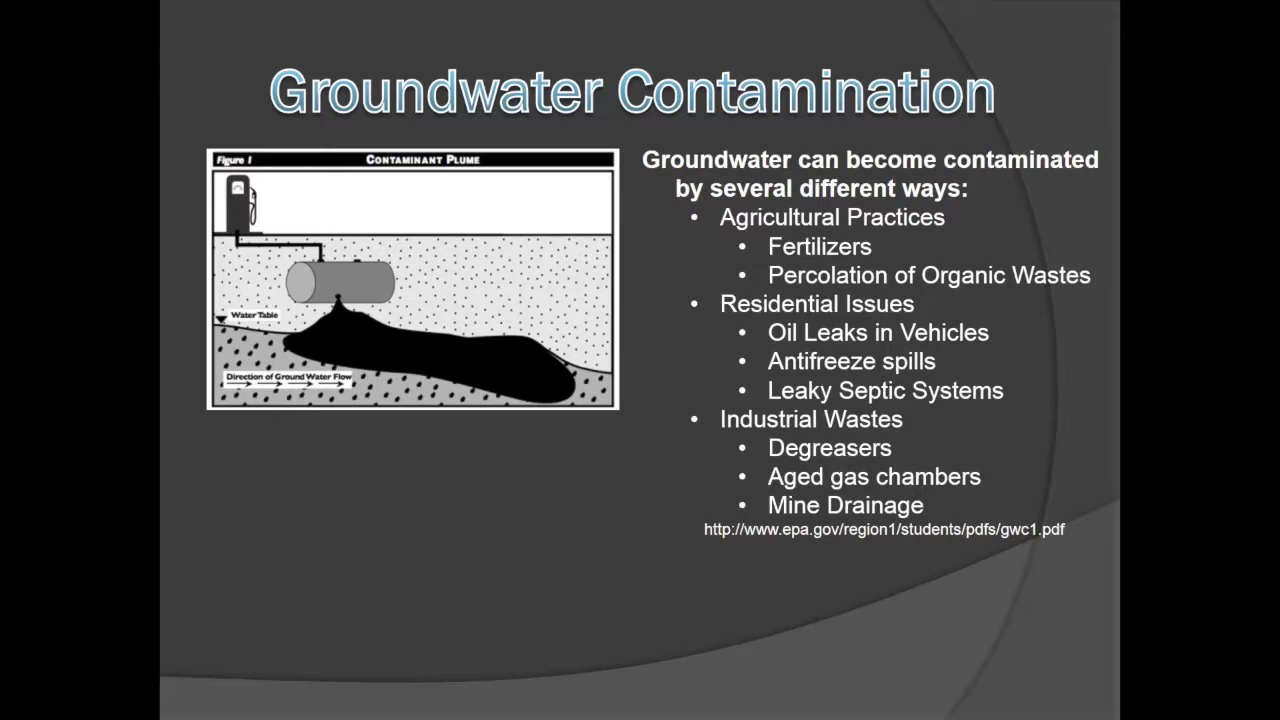 Groundwater Contamination
Figure 1 CONTAMINANT PLUME
Water Table
Direction of Ground Water Flow
Groundwater can become contaminated
by several different ways:
• Agricultural Practices
• Fertilizers
• Percolation of Organic Wastes
• Residential Issues
• Oil Leaks in Vehicles
• Antifreeze spills
• Leaky Septic Systems
• Industrial Wastes
• Degreasers
• Aged gas chambers
• Mine Drainage
http://www.epa.gov/region1/students/pdfs/gwc1.pdf